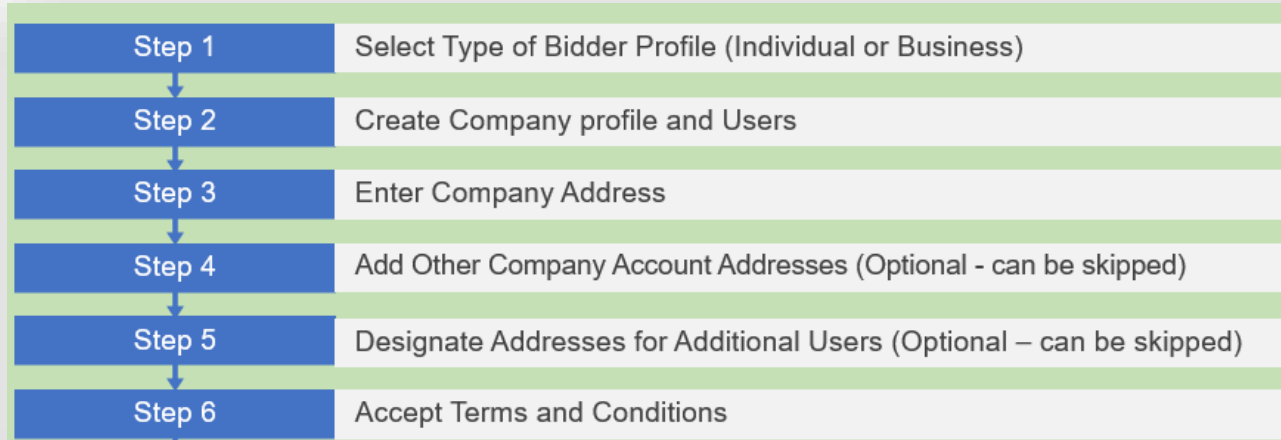 Step 1 Select Type of Bidder Profile (Individual or Business)
Step 2 Create Company profile and Users
Step 3 Enter Company Address
Step 4 Add Other Company Account Addresses (Optional - can be skipped)
Step 5 Designate Addresses for Additional Users (Optional – can be skipped)
Step 6 Accept Terms and Conditions